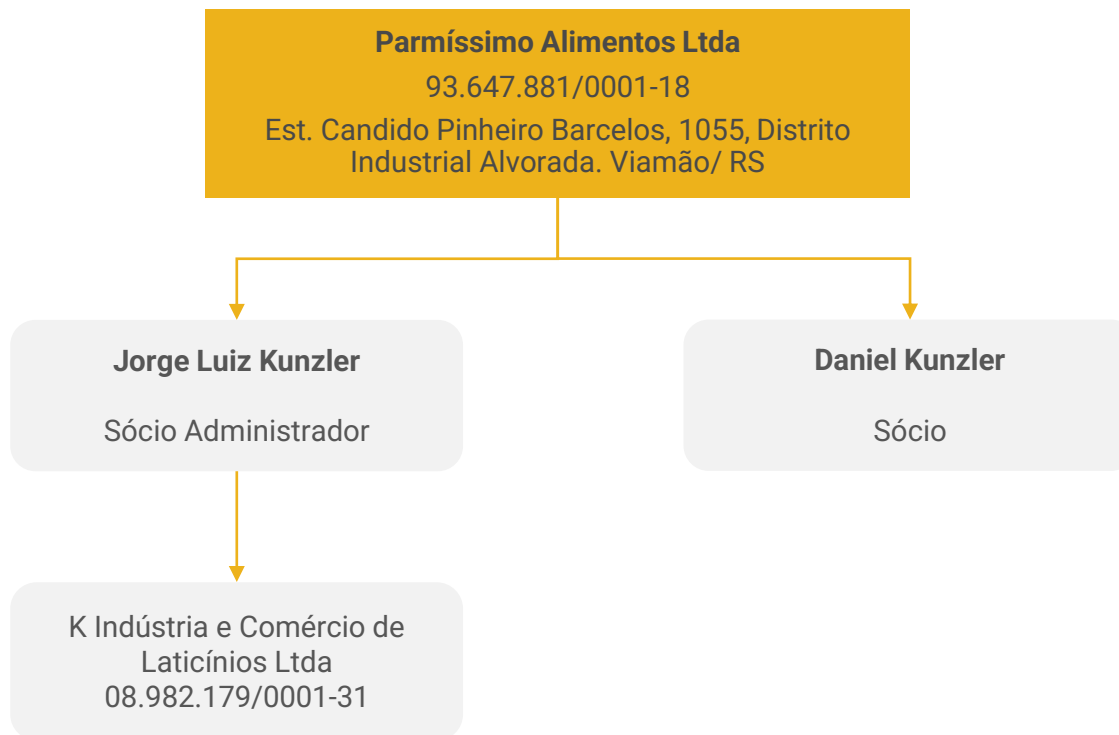 Parmíssimo Alimentos Ltda
93.647.881/0001-18
Est. Candido Pinheiro Barcelos, 1055, Distrito
Industrial Alvorada. Viamão/ RS
Jorge Luiz Kunzler
Sócio Administrador
Daniel Kunzler
Sócio
K Indústria e Comércio de
Laticínios Ltda
08.982.179/0001-31